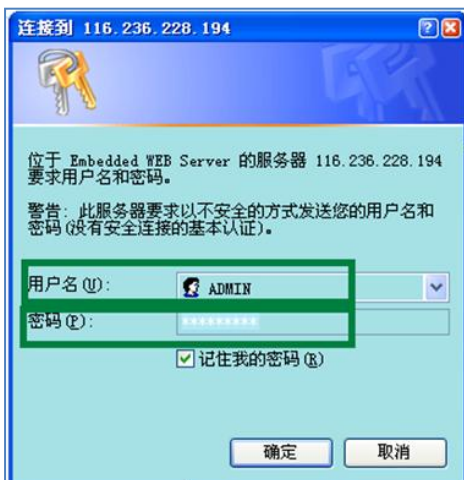 连接到 116.236.228.194
位于 Embedded WEB Server 的服务器 116.236.228.194
要求用户名和密码。
警告: 此服务器要求以不安全的方式发送您的用户名和
密码(没有安全连接的基本认证)。
用户名(U):
ADMIN
密码(P):
*********
记住我的密码(R)
确定
取消